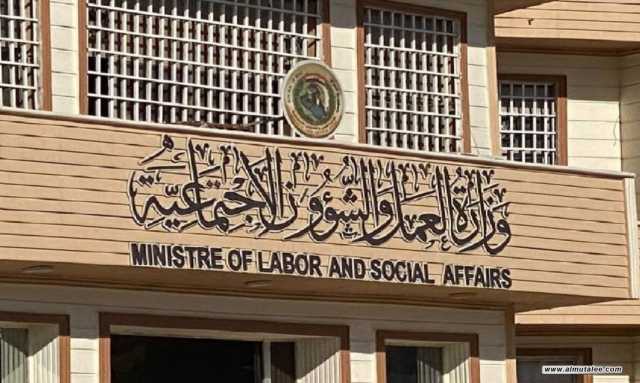 وزارة العمل والشؤون الاجتماعية
MINISTRE OF LABOR AND SOCIAL AFFAIRS
www.almutalee.com